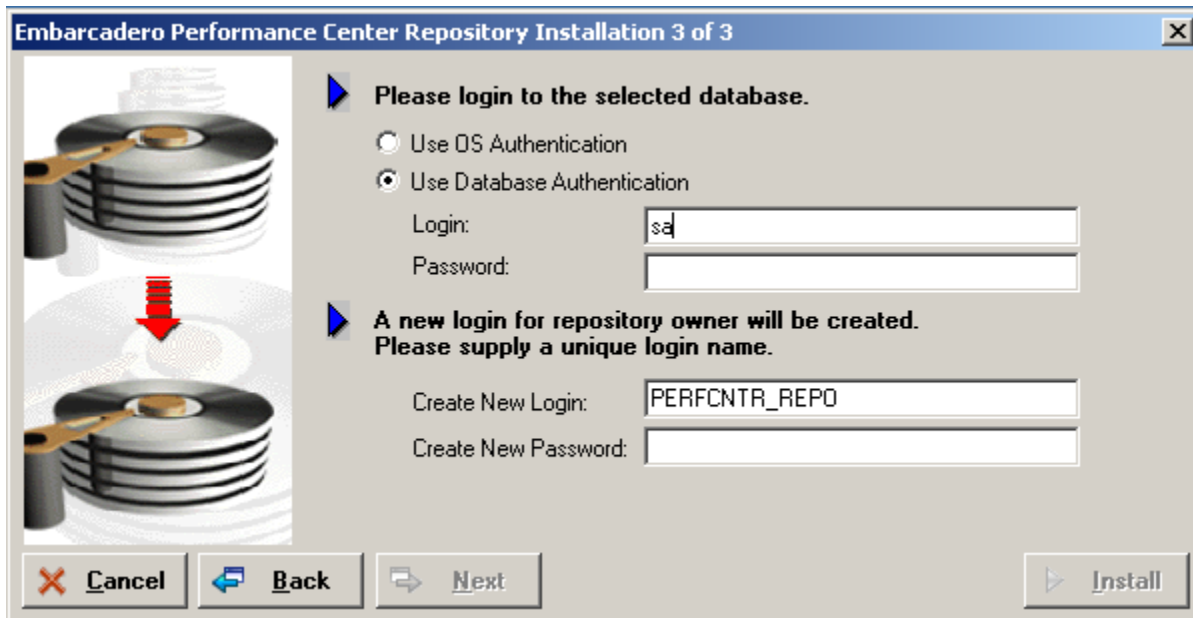 Embarcadero Performance Center Repository Installation 3 of 3
Please login to the selected database.
Use OS Authentication
Use Database Authentication
Login:
sa
Password:
A new login for repository owner will be created.
Please supply a unique login name.
Create New Login:
PERFCNTR_REPO
Create New Password:
Cancel
Back
Next
Install